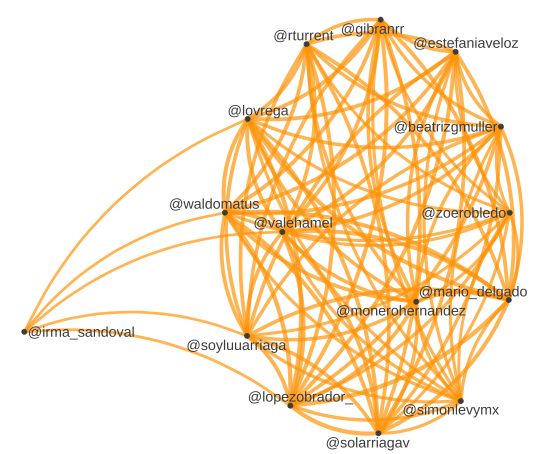 @gibranrr
@rturrent
@estefaniaveloz
@lovrega
@beatrizgmuller
@waldomatus
@zoerobledo
@valehamel
@mario_delgado
@monerohernandez
@irma_sandoval
@soyluuarriaga
@lopezobrador_
@simonlevymx
@solarriagav